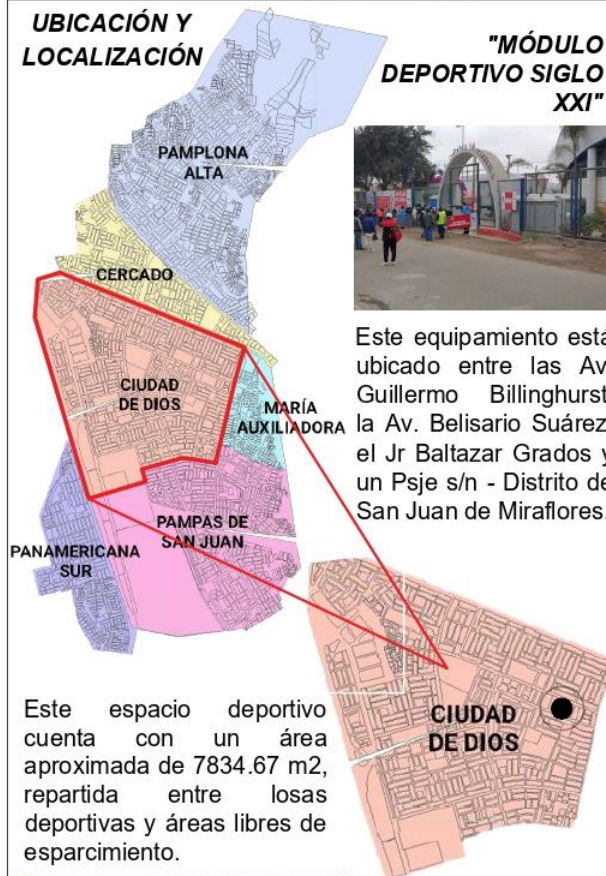 UBICACIÓN Y
LOCALIZACIÓN
"MÓDULO
DEPORTIVO SIGLO
XXI"
PAMPLONA
ALTA
CERCADO
CIUDAD
DE DIOS
MARÍA
AUXILIADORA
PAMPAS DE
SAN JUAN
PANAMERICANA
SUR
Este equipamiento está
ubicado entre las Av.
Guillermo Billinghurst,
la Av. Belisario Suárez,
el Jr Baltazar Grados y
un Psje s/n - Distrito de
San Juan de Miraflores.
CIUDAD
DE DIOS
Este espacio deportivo
cuenta con un área
aproximada de 7834.67 m2,
repartida entre losas
deportivas y áreas libres de
esparcimiento.